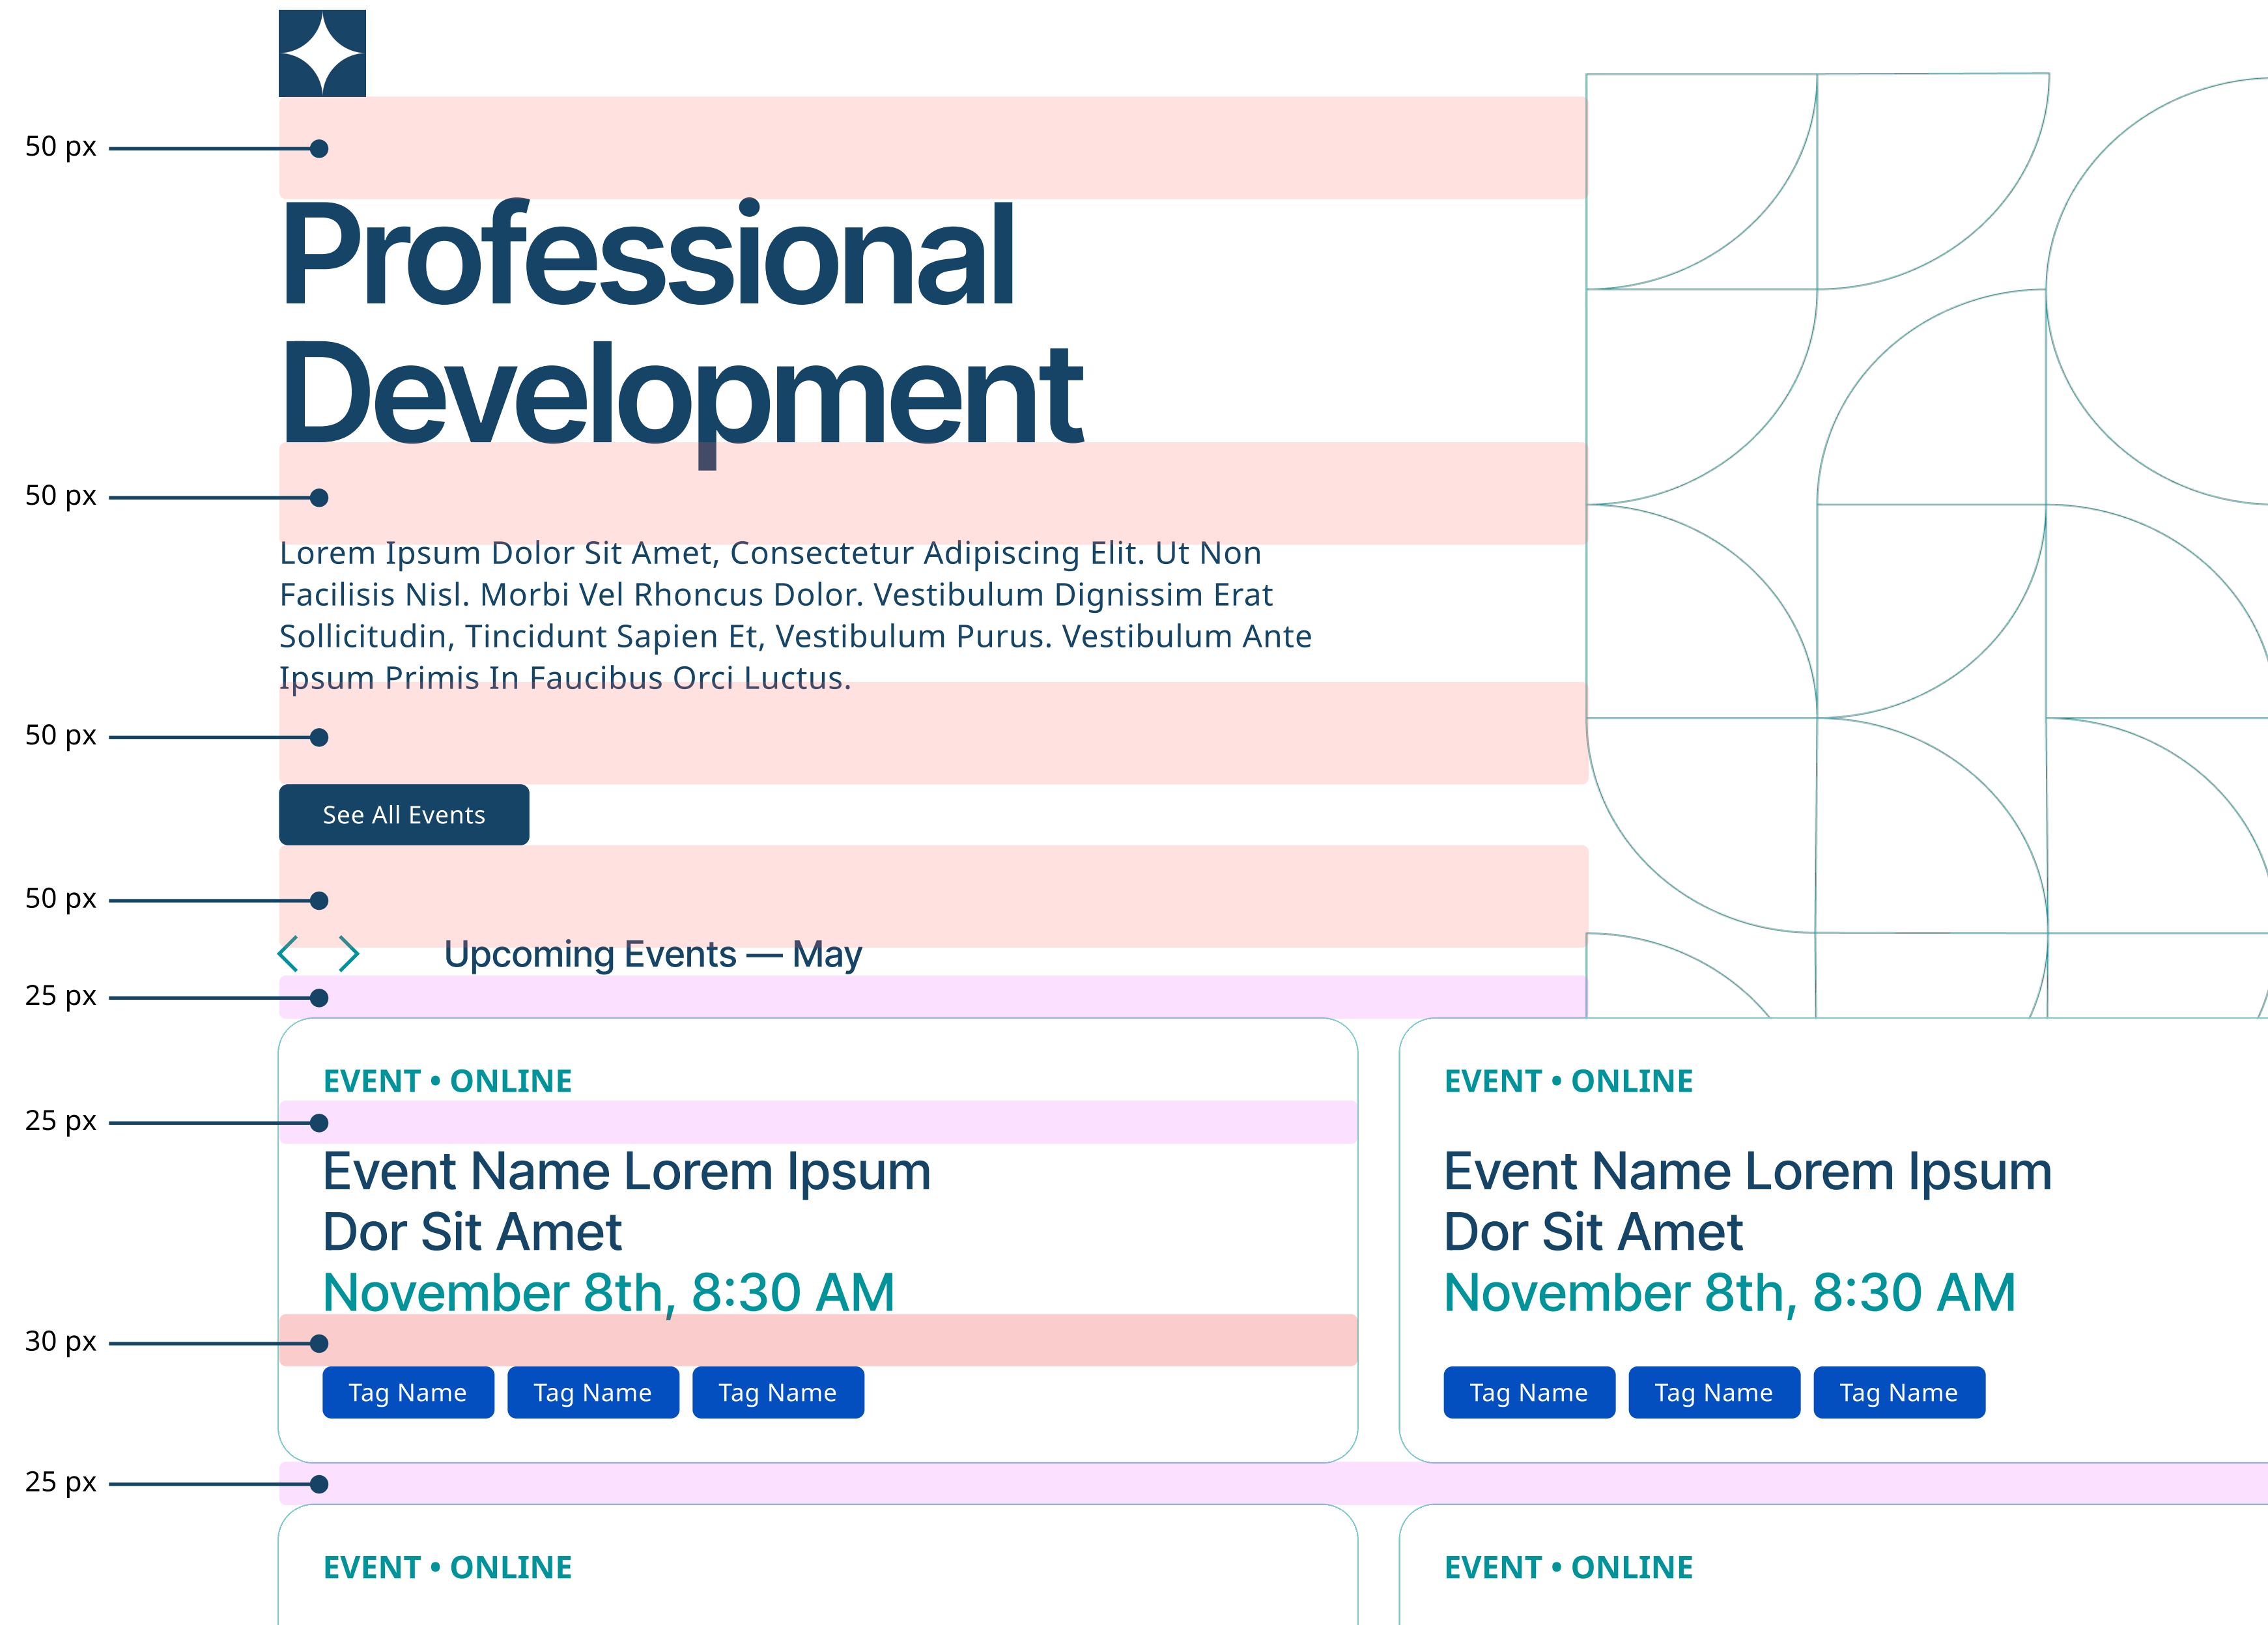 50 px
Professional
Development
50 px
Lorem Ipsum Dolor Sit Amet, Consectetur Adipiscing Elit. Ut Non
Facilisis Nisl. Morbi Vel Rhoncus Dolor. Vestibulum Dignissim Erat
Sollicitudin, Tincidunt Sapien Et, Vestibulum Purus. Vestibulum Ante
Ipsum Primis In Faucibus Orci Luctus.
50 px
See All Events
50 px
Upcoming Events — May
25 px
EVENT • ONLINE
25 px
Event Name Lorem Ipsum
Dor Sit Amet
November 8th, 8:30 AM
30 px
Tag Name Tag Name Tag Name
EVENT • ONLINE
Event Name Lorem Ipsum
Dor Sit Amet
November 8th, 8:30 AM
Tag Name Tag Name Tag Name
25 px
EVENT • ONLINE
EVENT • ONLINE